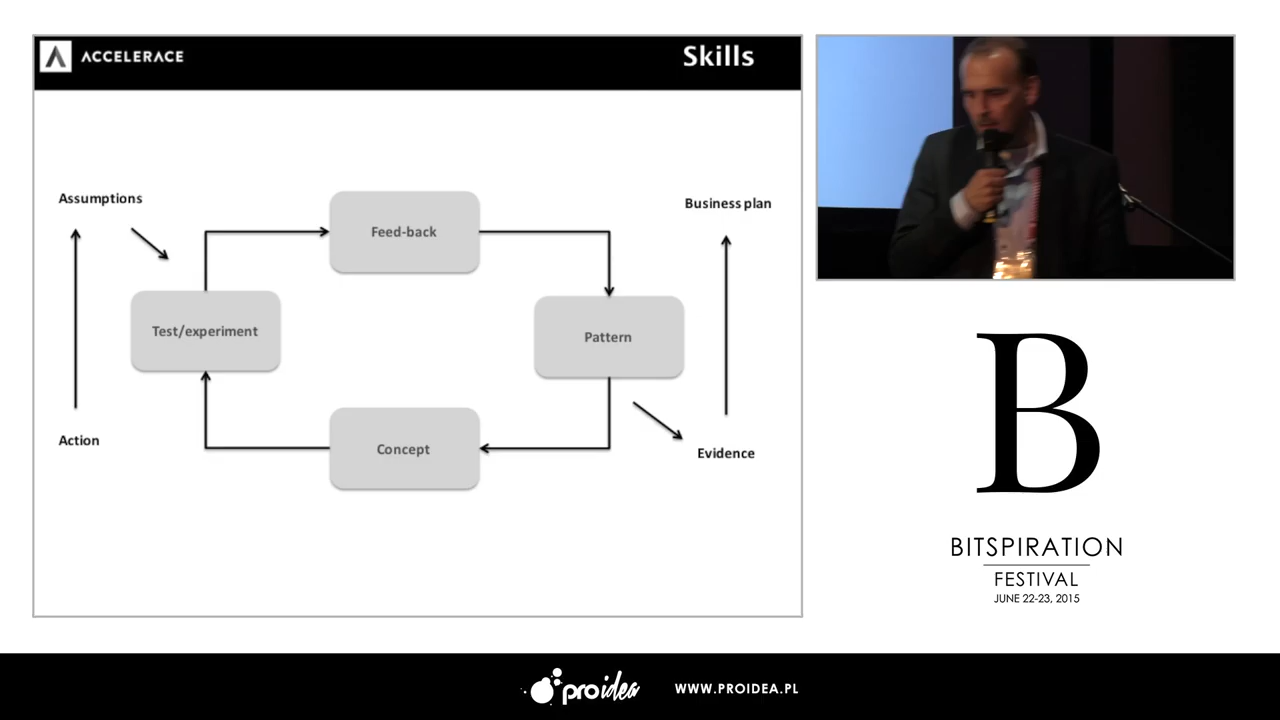 ACCELERACE
Skills
Assumptions
Feed-back
Business plan
Test/experiment
Pattern
Action
Concept
Evidence
B
BITSPIRATION
FESTIVAL
JUNE 22-23, 2015
proidea
WWW.PROIDEA.PL